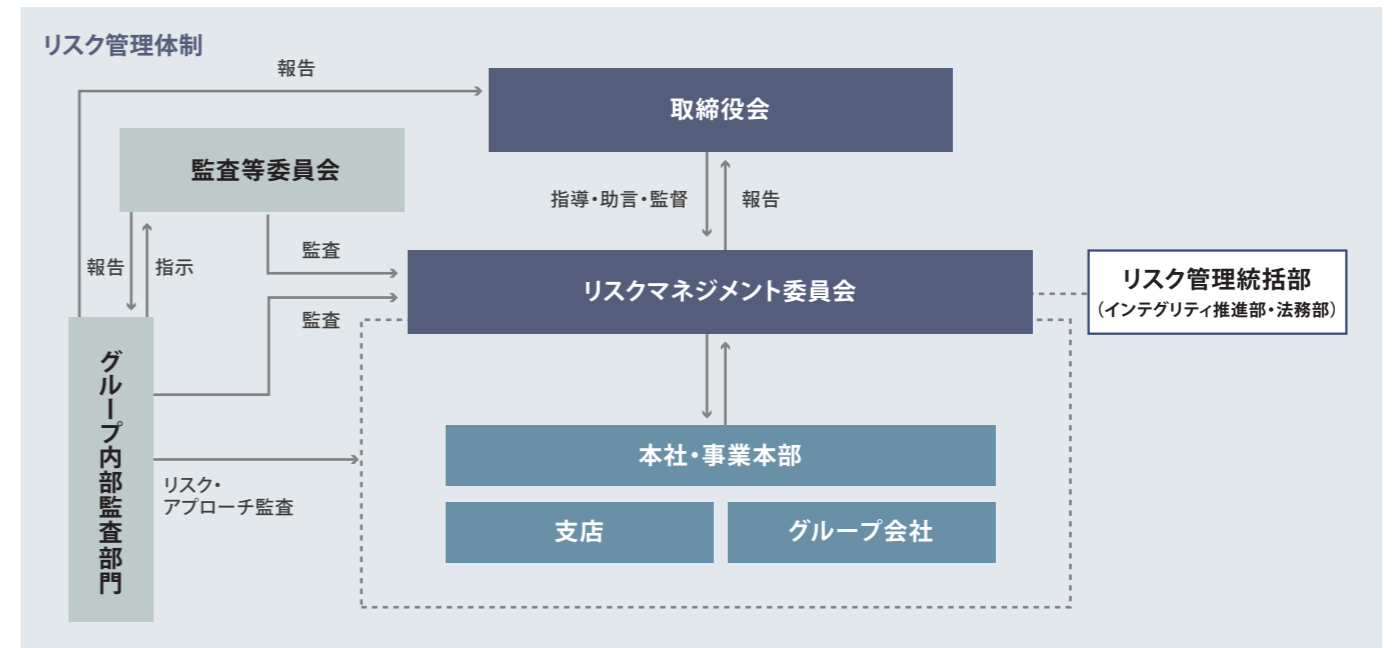 リスク管理体制
報告
取締役会
監査等委員会
指導・助言・監督
報告
監査
報告
指示
リスクマネジメント委員会
リスク管理統括部
（インテグリティ推進部・法務部）
監査
グループ内部監査部門
本社・事業本部
リスク・
アプローチ監査
支店
グループ会社